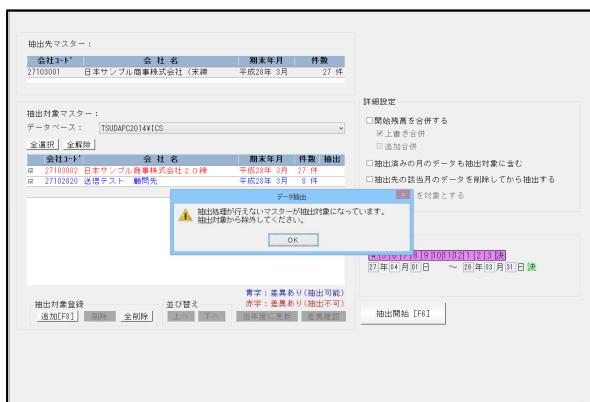 抽出先マスター：
会社ｺｰﾄﾞ 会 社 名 期末年月 件数
27103001 日本サンプル商事株式会社（末締 平成28年 3月 27 件
抽出対象マスター：
データベース： TSUDAPC2014¥ICS
全選択 全解除
会社ｺｰﾄﾞ 会 社 名 期末年月 件数 抽出
27103002 日本サンプル商事株式会社２０締 平成28年 3月 27 件
27102820 送信テスト 顧問先 平成28年 3月 8 件
青字：差異あり(抽出可能)
赤字：差異あり(抽出不可)
抽出対象登録
追加[F8] 削除 全削除
並び替え
上へ 下へ
当年度に更新 差異確認
詳細設定
開始残高を合併する
上書き合併
追加合併
抽出済みの月のデータも抽出対象に含む
抽出先の該当月のデータを削除してから抽出する
を対象とする
データ抽出
抽出処理が行えないマスターが抽出対象になっています。
抽出対象から除外してください。
OK
4 5 6 7 8 9 10 11 12 1 2 3 決
27 年 04 月 01 日 ～ 28 年 03 月 31 日 決
抽出開始 [F6]